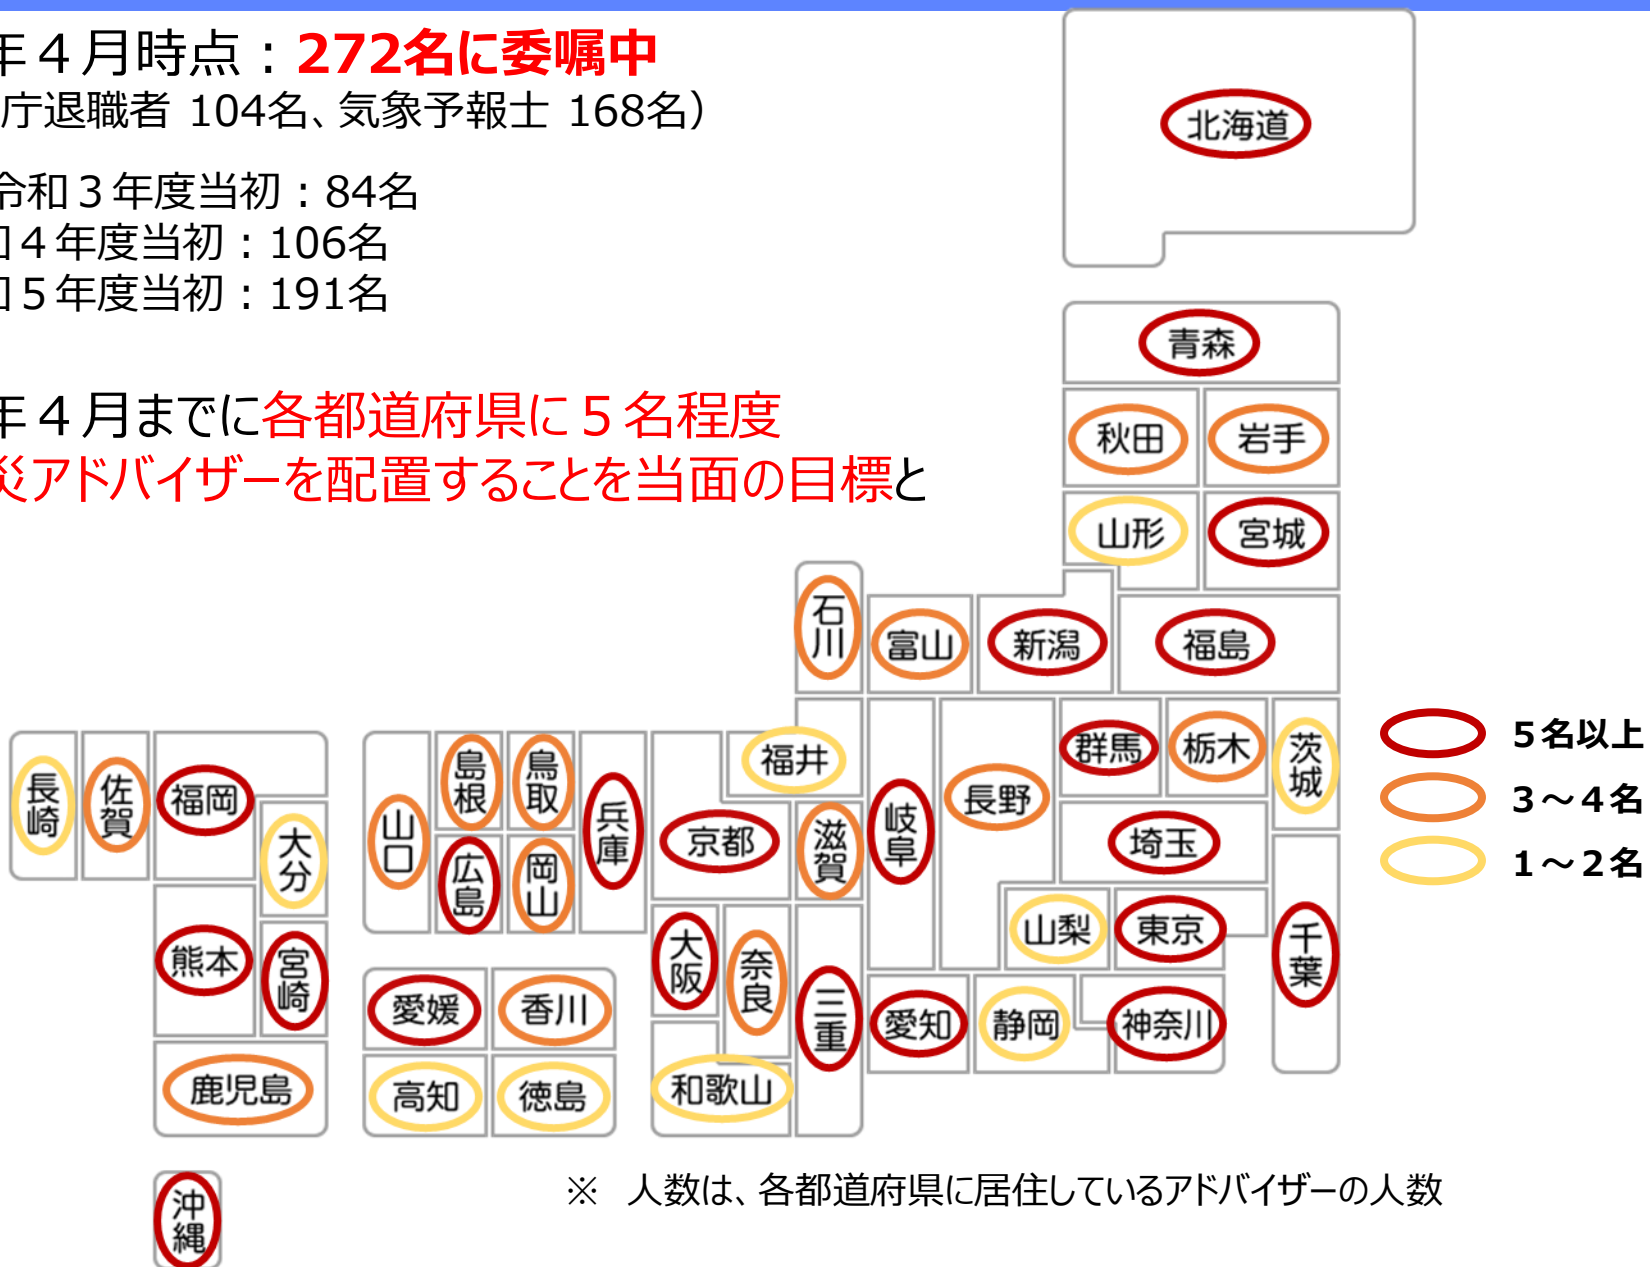 年４月時点：272名に委嘱中
庁退職者 104名、気象予報士 168名）
令和３年度当初：84名
和４年度当初：106名
和５年度当初：191名
年４月までに各都道府県に５名程度
災アドバイザーを配置することを当面の目標と
北海道
青森
秋田
岩手
山形
宮城
石川
富山
新潟
福島
福井
群馬
栃木
茨城
長野
岐阜
滋賀
京都
兵庫
鳥取
島根
山口
広島
岡山
埼玉
山梨
東京
千葉
長崎
佐賀
福岡
大分
熊本
宮崎
鹿児島
沖縄
愛媛
香川
高知
徳島
大阪
奈良
和歌山
三重
愛知
静岡
神奈川
５名以上
３～４名
１～２名
※　人数は、各都道府県に居住しているアドバイザーの人数